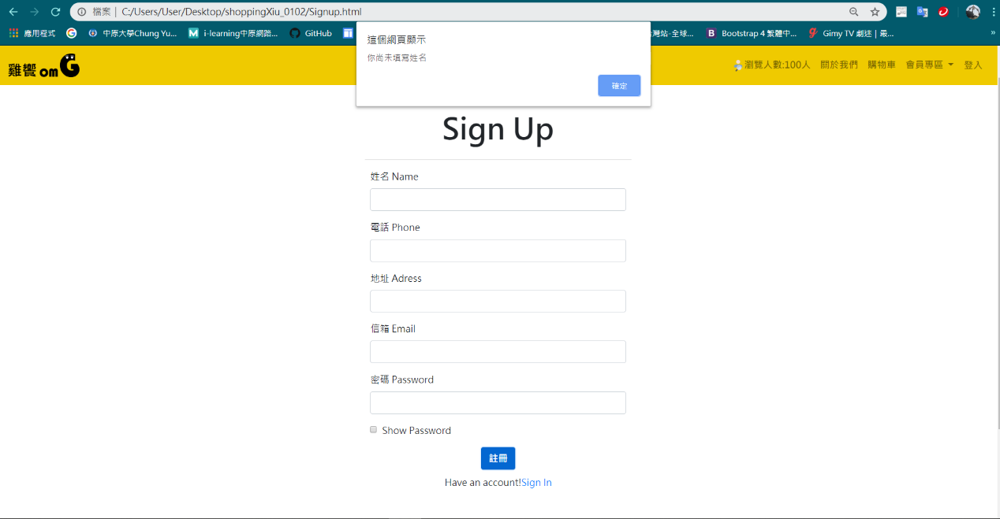 檔案 | C:/Users/User/Desktop/shoppingXiu_0102/Signup.html
應用程式 中原大學Chung Yu... i-learning中原網路... GitHub 灣站-全球... Bootstrap 4 繁體中... Gimy TV 劇迷 | 最... »
這個網頁顯示
你尚未填寫姓名
確定
雞饗 omG 瀏覽人數:100人 關於我們 購物車 會員專區 登入
Sign Up
姓名 Name
電話 Phone
地址 Adress
信箱 Email
密碼 Password
Show Password
註冊
Have an account!Sign In